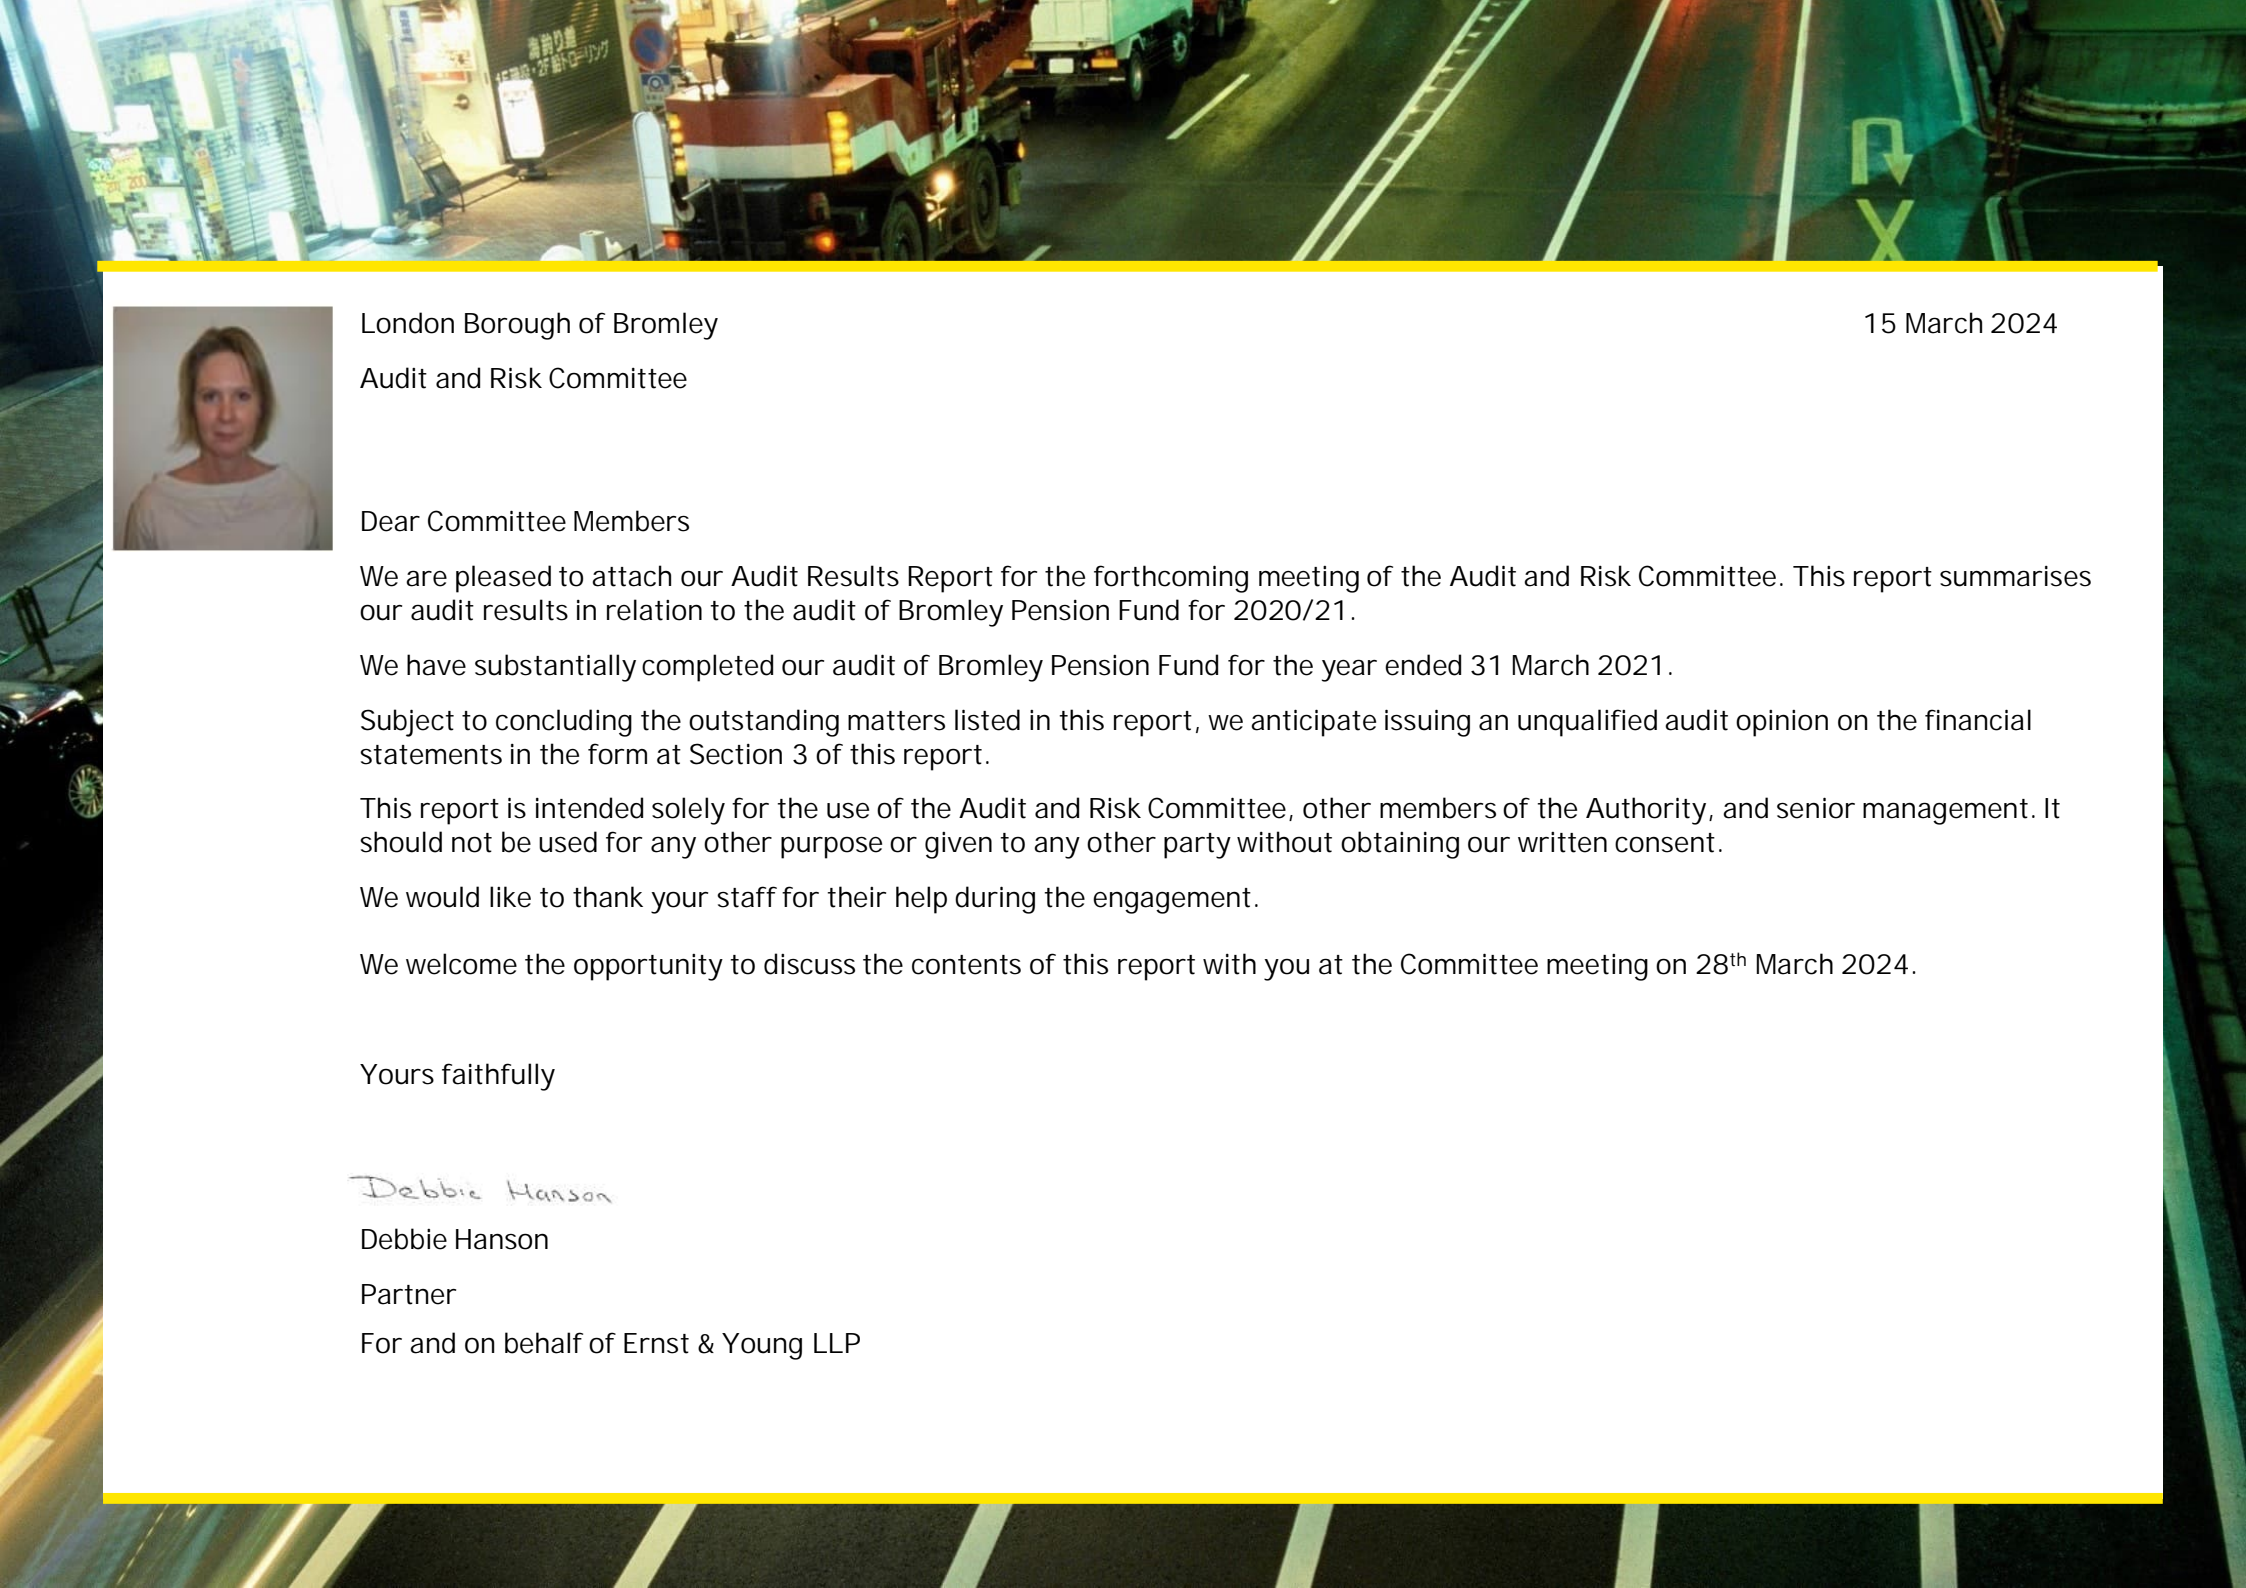 海釣り館
London Borough of Bromley
15 March 2024
Audit and Risk Committee
Dear Committee Members
We are pleased to attach our Audit Results Report for the forthcoming meeting of the Audit and Risk Committee. This report summarises
our audit results in relation to the audit of Bromley Pension Fund for 2020/21.
We have substantially completed our audit of Bromley Pension Fund for the year ended 31 March 2021.
Subject to concluding the outstanding matters listed in this report, we anticipate issuing an unqualified audit opinion on the financial
statements in the form at Section 3 of this report.
This report is intended solely for the use of the Audit and Risk Committee, other members of the Authority, and senior management. It
should not be used for any other purpose or given to any other party without obtaining our written consent.
We would like to thank your staff for their help during the engagement.
We welcome the opportunity to discuss the contents of this report with you at the Committee meeting on 28th March 2024.
Yours faithfully
Debbie Hanson
Debbie Hanson
Partner
For and on behalf of Ernst & Young LLP